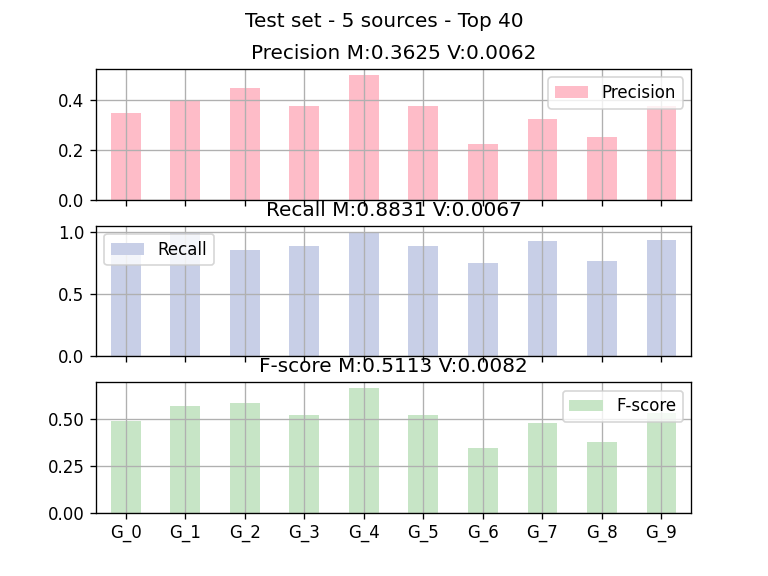 Test set - 5 sources - Top 40
Precision M:0.3625 V:0.0062
0.4
0.2
0.0
Precision
Recall M:0.8831 V:0.0067
1.0
0.5
0.0
Recall
F-score M:0.5113 V:0.0082
0.50
0.25
0.00
F-score
G_0 G_1 G_2 G_3 G_4 G_5 G_6 G_7 G_8 G_9